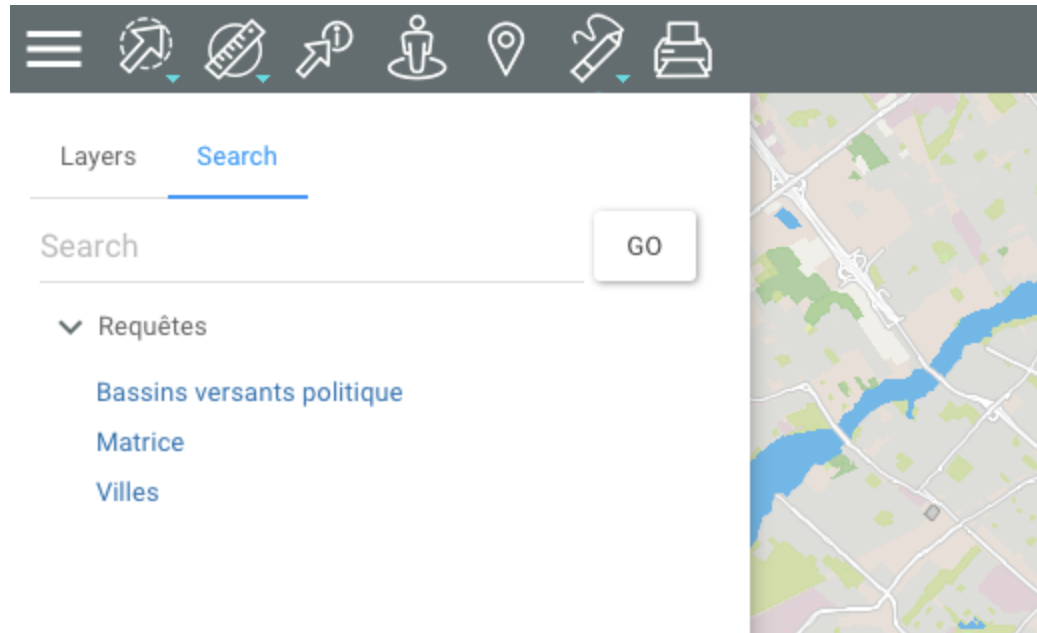 Layers Search
Search GO
Requêtes
Bassins versants politique
Matrice
Villes